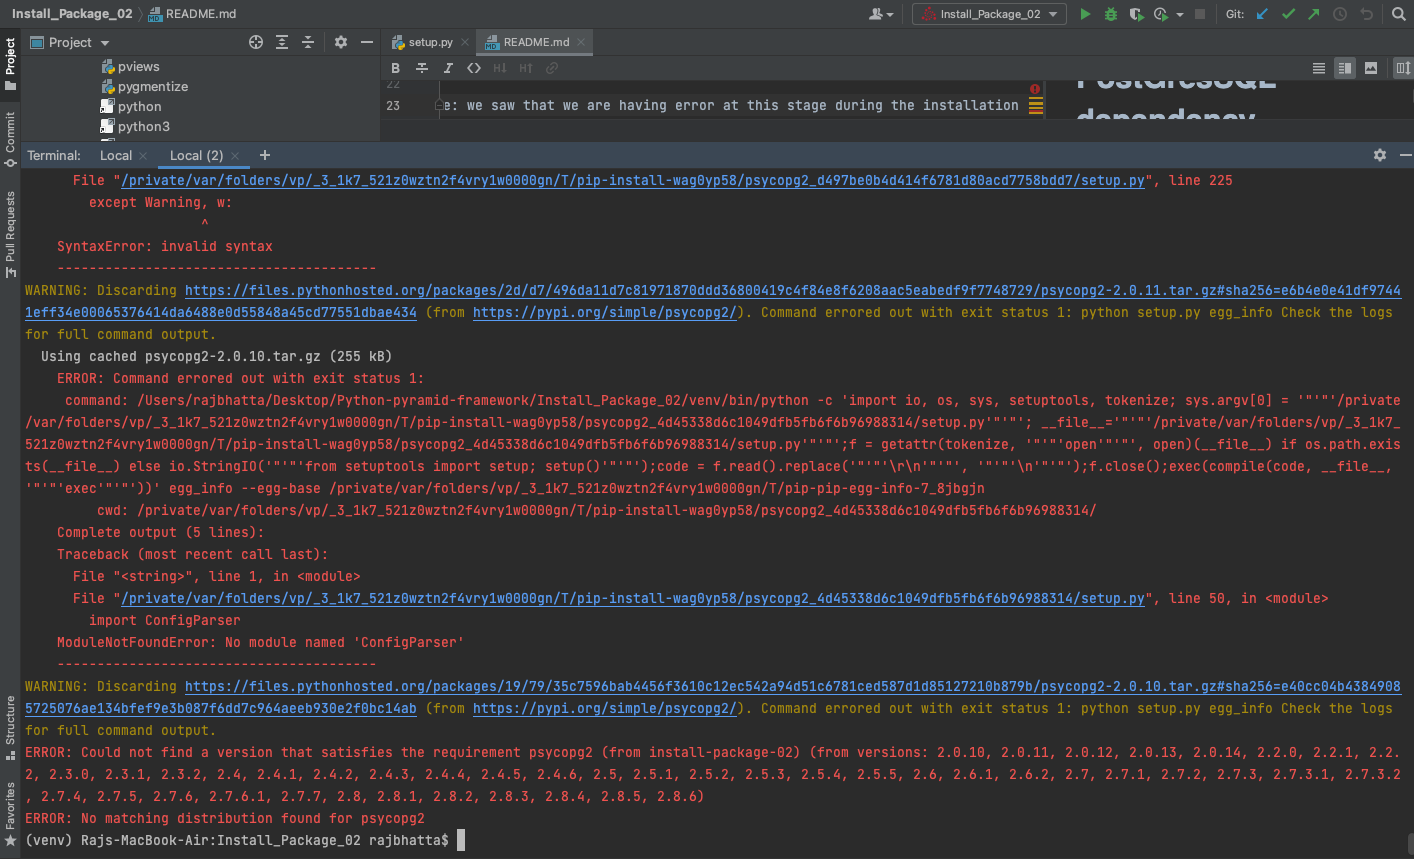 Install_Package_02 README.md
Install_Package_02 Git:
Project
setup.py README.md
pviews
pygmentize
python
python3
B I H↓ H↑
22
23 e: we saw that we are having error at this stage during the installation
PostgresSQL
dependency
Project
Commit
Pull Requests
Structure
Favorites
Terminal: Local Local (2) +
File "/private/var/folders/vp/_3_1k7_521z0wztn2f4vry1w0000gn/T/pip-install-wag0yp58/psycopg2_d497be0b4d414f6781d80acd7758bdd7/setup.py", line 225
except Warning, w:
^
SyntaxError: invalid syntax
----------------------------------------
WARNING: Discarding https://files.pythonhosted.org/packages/2d/d7/496da11d7c81971870ddd36800419c4f84e8f6208aac5eabedf9f7748729/psycopg2-2.0.11.tar.gz#sha256=e6b4e0e41df9744
1eff34e00065376414da6488e0d55848a45cd77551dbae434 (from https://pypi.org/simple/psycopg2/). Command errored out with exit status 1: python setup.py egg_info Check the logs
for full command output.
Using cached psycopg2-2.0.10.tar.gz (255 kB)
ERROR: Command errored out with exit status 1:
command: /Users/rajbhatta/Desktop/Python-pyramid-framework/Install_Package_02/venv/bin/python -c 'import io, os, sys, setuptools, tokenize; sys.argv[0] = '"'"'/private
/var/folders/vp/_3_1k7_521z0wztn2f4vry1w0000gn/T/pip-install-wag0yp58/psycopg2_4d45338d6c1049dfb5fb6f6b96988314/setup.py'"'"'; __file__='"'"'/private/var/folders/vp/_3_1k7_
521z0wztn2f4vry1w0000gn/T/pip-install-wag0yp58/psycopg2_4d45338d6c1049dfb5fb6f6b96988314/setup.py'"'"';f = getattr(tokenize, '"'"'open'"'"', open)(__file__) if os.path.exis
ts(__file__) else io.StringIO('"'"'from setuptools import setup; setup()'"'"');code = f.read().replace('"'"'\r\n'"'"', '"'"'\n'"'"');f.close();exec(compile(code, __file__,
'"'"'exec'"'"'))' egg_info --egg-base /private/var/folders/vp/_3_1k7_521z0wztn2f4vry1w0000gn/T/pip-pip-egg-info-7_8jbgjn
cwd: /private/var/folders/vp/_3_1k7_521z0wztn2f4vry1w0000gn/T/pip-install-wag0yp58/psycopg2_4d45338d6c1049dfb5fb6f6b96988314/
Complete output (5 lines):
Traceback (most recent call last):
File "<string>", line 1, in <module>
File "/private/var/folders/vp/_3_1k7_521z0wztn2f4vry1w0000gn/T/pip-install-wag0yp58/psycopg2_4d45338d6c1049dfb5fb6f6b96988314/setup.py", line 50, in <module>
import ConfigParser
ModuleNotFoundError: No module named 'ConfigParser'
----------------------------------------
WARNING: Discarding https://files.pythonhosted.org/packages/19/79/35c7596bab4456f3610c12ec542a94d51c6781ced587d1d85127210b879b/psycopg2-2.0.10.tar.gz#sha256=e40cc04b4384908
5725076ae134bfef9e3b087f6dd7c964aeeb930e2f0bc14ab (from https://pypi.org/simple/psycopg2/). Command errored out with exit status 1: python setup.py egg_info Check the logs
for full command output.
ERROR: Could not find a version that satisfies the requirement psycopg2 (from install-package-02) (from versions: 2.0.10, 2.0.11, 2.0.12, 2.0.13, 2.0.14, 2.2.0, 2.2.1, 2.2.
2, 2.3.0, 2.3.1, 2.3.2, 2.4, 2.4.1, 2.4.2, 2.4.3, 2.4.4, 2.4.5, 2.4.6, 2.5, 2.5.1, 2.5.2, 2.5.3, 2.5.4, 2.5.5, 2.6, 2.6.1, 2.6.2, 2.7, 2.7.1, 2.7.2, 2.7.3, 2.7.3.1, 2.7.3.2
, 2.7.4, 2.7.5, 2.7.6, 2.7.6.1, 2.7.7, 2.8, 2.8.1, 2.8.2, 2.8.3, 2.8.4, 2.8.5, 2.8.6)
ERROR: No matching distribution found for psycopg2
(venv) Rajs-MacBook-Air:Install_Package_02 rajbhatta$